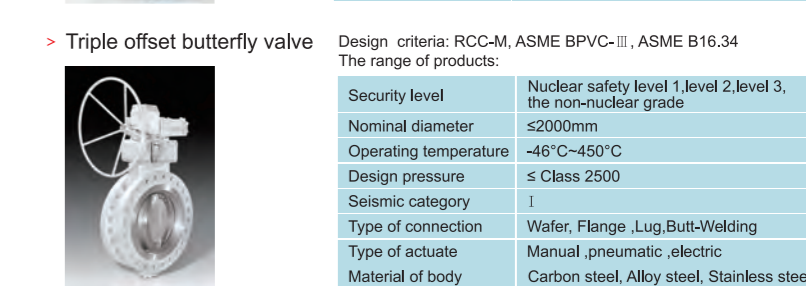 > Triple offset butterfly valve
Design criteria: RCC-M, ASME BPVC-Ⅲ, ASME B16.34
The range of products:
Security level
Nuclear safety level 1,level 2,level 3,
the non-nuclear grade
Nominal diameter ≤2000mm
Operating temperature -46°C~450°C
Design pressure ≤ Class 2500
Seismic category Ⅰ
Type of connection Wafer, Flange ,Lug,Butt-Welding
Type of actuate Manual ,pneumatic ,electric
Material of body Carbon steel, Alloy steel, Stainless stee